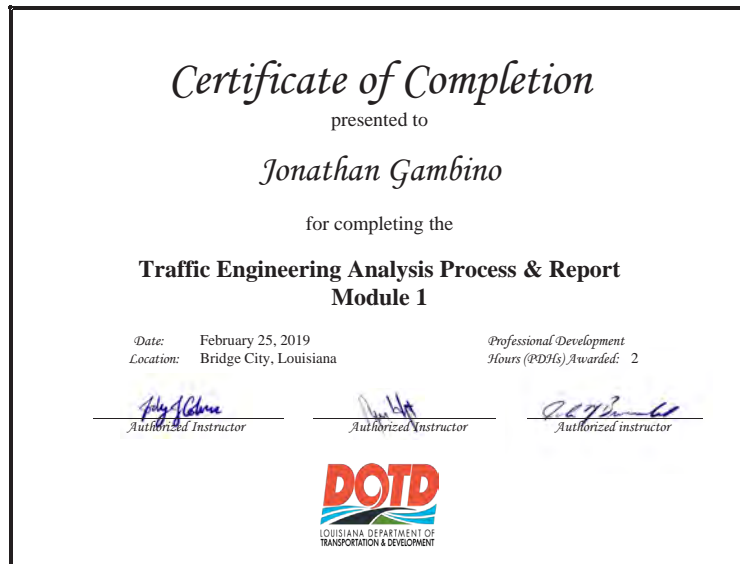 Certificate of Completion
presented to
Jonathan Gambino
for completing the
Traffic Engineering Analysis Process & Report
Module 1
Date: February 25, 2019
Location: Bridge City, Louisiana
Professional Development
Hours (PDHs) Awarded: 2
Authorized Instructor
Authorized Instructor
Authorized instructor
DOTD
LOUISIANA DEPARTMENT OF
TRANSPORTATION & DEVELOPMENT